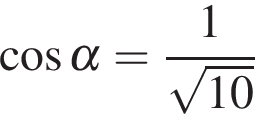 cos α = 1/√10